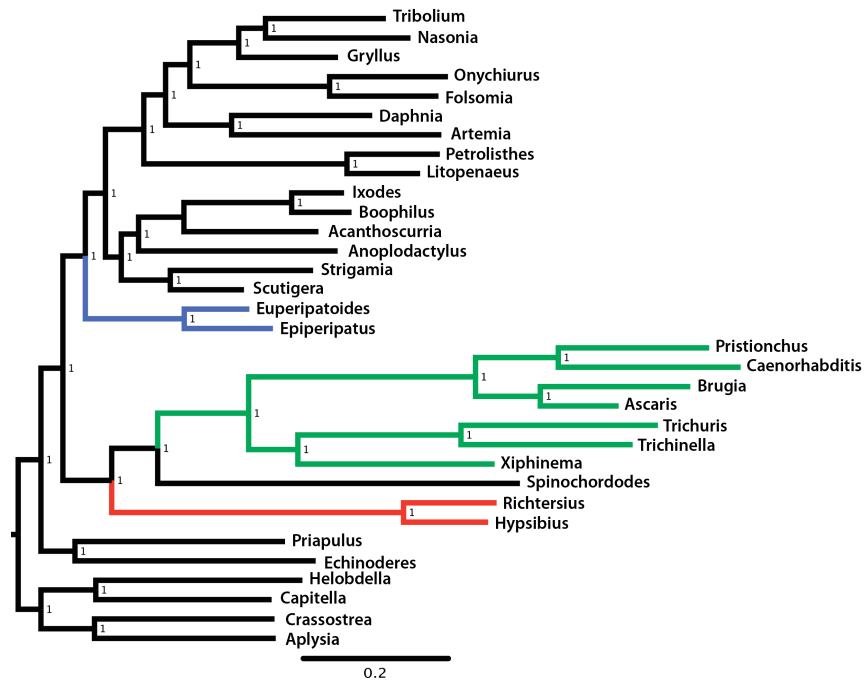 Tribolium
1
Nasonia
1
Gryllus
1
Onychiurus
1
Folsomia
1
Daphnia
1
Artemia
1
Petrolisthes
1
Litopenaeus
1
Ixodes
1
Boophilus
Acanthoscurria
1
Anoplodactylus
1
Strigamia
1
Scutigera
1
Euperipatoides
1
Epiperipatus
Pristionchus
1
Caenorhabditis
1
1
Brugia
1
Ascaris
1
Trichuris
1
Trichinella
1
1
Xiphinema
1
Spinochordodes
Richtersius
1
Hypsibius
1
Priapulus
1
Echinoderes
Helobdella
1
Capitella
1
Crassostrea
1
Aplysia
0.2